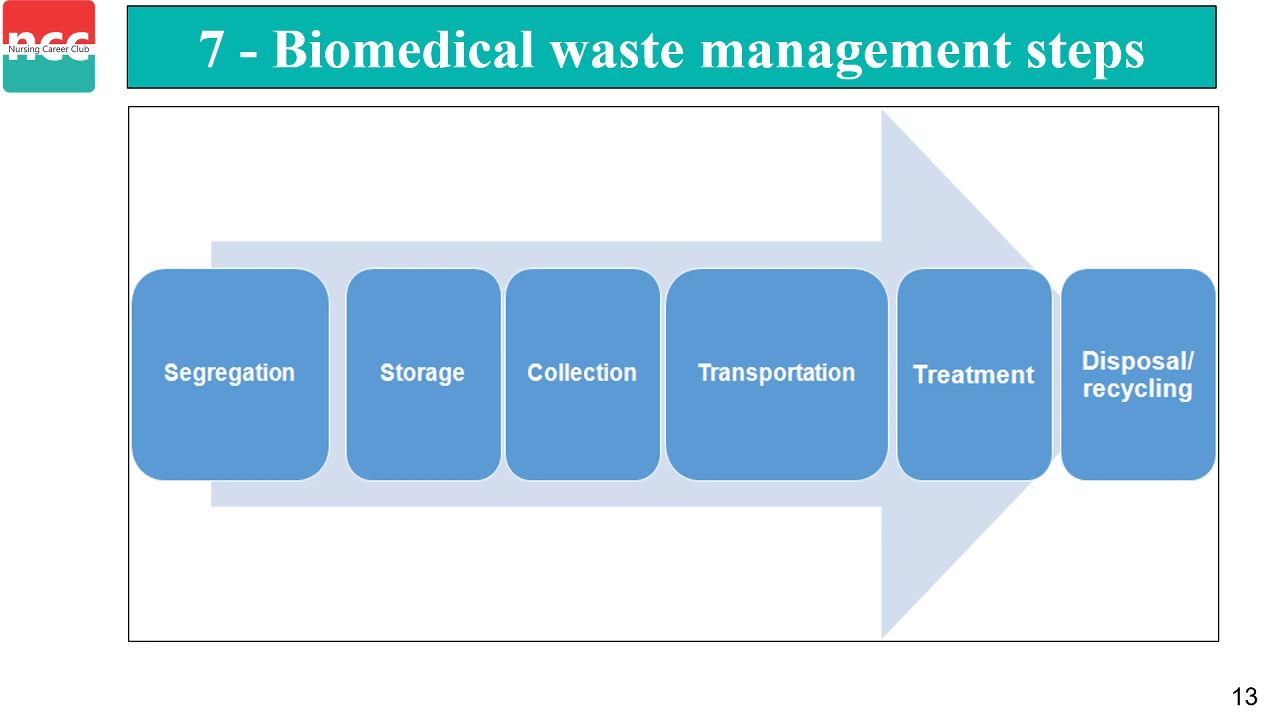 ncc
Nursing Career Club
7 - Biomedical waste management steps
Segregation
Storage
Collection
Transportation
Treatment
Disposal/
recycling
13